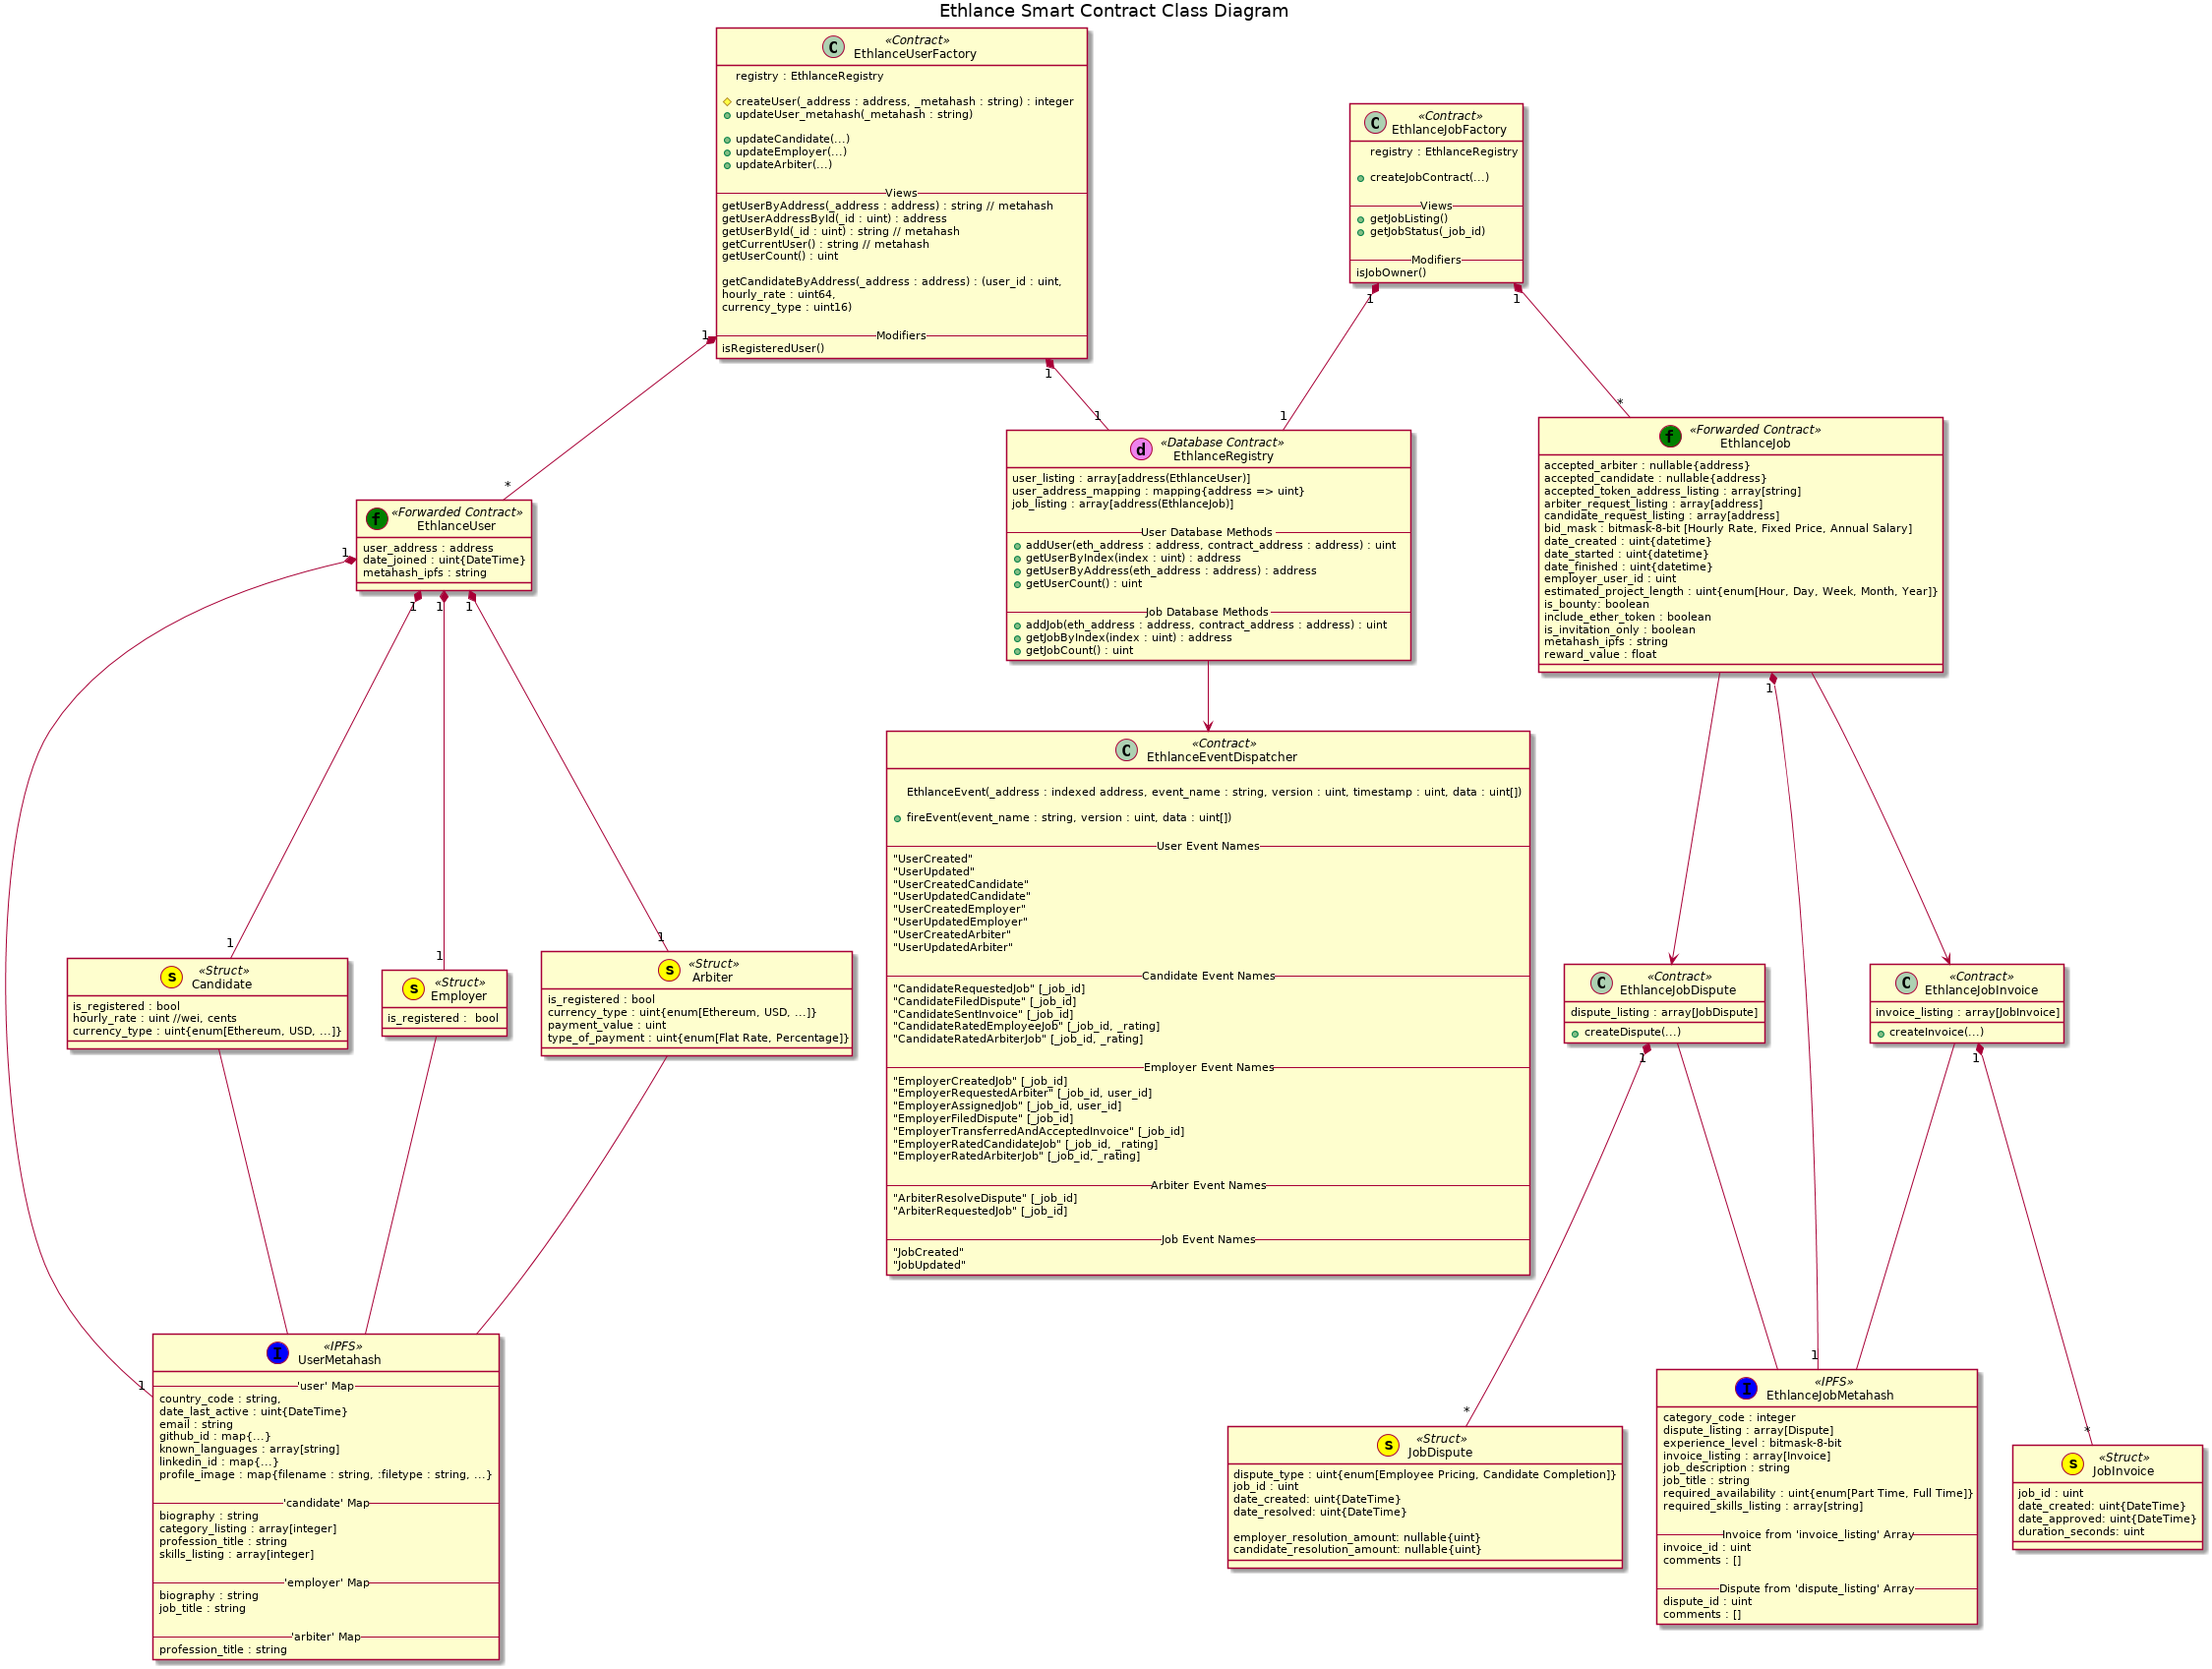 Ethlance Smart Contract Class Diagram
C
«Contract»
EthlanceUserFactory
registry : EthlanceRegistry
createUser(_address : address, _metahash : string) : integer
updateUser_metahash(_metahash : string)
updateCandidate(...)
updateEmployer(...)
updateArbiter(...)
Views
getUserByAddress(_address : address) : string // metahash
getUserAddressById(_id : uint) : address
getUserById(_id : uint) : string // metahash
getCurrentUser() : string // metahash
getUserCount() : uint
getCandidateByAddress(_address : address) : (user_id : uint,
hourly_rate : uint64,
currency_type : uint16)
Modifiers
isRegisteredUser()
C
«Contract»
EthlanceJobFactory
registry : EthlanceRegistry
createJobContract(...)
Views
getJobListing()
getJobStatus(_job_id)
Modifiers
isJobOwner()
1
1
1
1
*
1
1
*
d
«Database Contract»
EthlanceRegistry
user_listing : array[address(EthlanceUser)]
user_address_mapping : mapping{address => uint}
job_listing : array[address(EthlanceJob)]
User Database Methods
addUser(eth_address : address, contract_address : address) : uint
getUserByIndex(index : uint) : address
getUserByAddress(eth_address : address) : address
getUserCount() : uint
Job Database Methods
addJob(eth_address : address, contract_address : address) : uint
getJobByIndex(index : uint) : address
getJobCount() : uint
f
«Forwarded Contract»
EthlanceJob
accepted_arbiter : nullable{address}
accepted_candidate : nullable{address}
accepted_token_address_listing : array[string]
arbiter_request_listing : array[address]
candidate_request_listing : array[address]
bid_mask : bitmask-8-bit [Hourly Rate, Fixed Price, Annual Salary]
date_created : uint{datetime}
date_started : uint{datetime}
date_finished : uint{datetime}
employer_user_id : uint
estimated_project_length : uint{enum[Hour, Day, Week, Month, Year]}
is_bounty: boolean
include_ether_token : boolean
is_invitation_only : boolean
metahash_ipfs : string
reward_value : float
f
«Forwarded Contract»
EthlanceUser
user_address : address
date_joined : uint{DateTime}
metahash_ipfs : string
1
1
1
1
1
C
«Contract»
EthlanceEventDispatcher
EthlanceEvent(_address : indexed address, event_name : string, version : uint, timestamp : uint, data : uint[])
fireEvent(event_name : string, version : uint, data : uint[])
User Event Names
"UserCreated"
"UserUpdated"
"UserCreatedCandidate"
"UserUpdatedCandidate"
"UserCreatedEmployer"
"UserUpdatedEmployer"
"UserCreatedArbiter"
"UserUpdatedArbiter"
Candidate Event Names
"CandidateRequestedJob" [_job_id]
"CandidateFiledDispute" [_job_id]
"CandidateSentInvoice" [_job_id]
"CandidateRatedEmployeeJob" [_job_id, _rating]
"CandidateRatedArbiterJob" [_job_id, _rating]
Employer Event Names
"EmployerCreatedJob" [_job_id]
"EmployerRequestedArbiter" [_job_id, user_id]
"EmployerAssignedJob" [_job_id, user_id]
"EmployerFiledDispute" [_job_id]
"EmployerTransferredAndAcceptedInvoice" [_job_id]
"EmployerRatedCandidateJob" [_job_id, _rating]
"EmployerRatedArbiterJob" [_job_id, _rating]
Arbiter Event Names
"ArbiterResolveDispute" [_job_id]
"ArbiterRequestedJob" [_job_id]
Job Event Names
"JobCreated"
"JobUpdated"
1
1
1
S
«Struct»
Candidate
is_registered : bool
hourly_rate : uint //wei, cents
currency_type : uint{enum[Ethereum, USD, ...]}
S
«Struct»
Employer
is_registered :  bool
S
«Struct»
Arbiter
is_registered : bool
currency_type : uint{enum[Ethereum, USD, ...]}
payment_value : uint
type_of_payment : uint{enum[Flat Rate, Percentage]}
C
«Contract»
EthlanceJobDispute
dispute_listing : array[JobDispute]
createDispute(...)
C
«Contract»
EthlanceJobInvoice
invoice_listing : array[JobInvoice]
createInvoice(...)
1
1
1
I
«IPFS»
UserMetahash
'user' Map
country_code : string,
date_last_active : uint{DateTime}
email : string
github_id : map{...}
known_languages : array[string]
linkedin_id : map{...}
profile_image : map{filename : string, :filetype : string, ...}
'candidate' Map
biography : string
category_listing : array[integer]
profession_title : string
skills_listing : array[integer]
'employer' Map
biography : string
job_title : string
'arbiter' Map
profession_title : string
*
S
«Struct»
JobDispute
dispute_type : uint{enum[Employee Pricing, Candidate Completion]}
job_id : uint
date_created: uint{DateTime}
date_resolved: uint{DateTime}
employer_resolution_amount: nullable{uint}
candidate_resolution_amount: nullable{uint}
1
I
«IPFS»
EthlanceJobMetahash
category_code : integer
dispute_listing : array[Dispute]
experience_level : bitmask-8-bit
invoice_listing : array[Invoice]
job_description : string
job_title : string
required_availability : uint{enum[Part Time, Full Time]}
required_skills_listing : array[string]
Invoice from 'invoice_listing' Array
invoice_id : uint
comments : []
Dispute from 'dispute_listing' Array
dispute_id : uint
comments : []
*
S
«Struct»
JobInvoice
job_id : uint
date_created: uint{DateTime}
date_approved: uint{DateTime}
duration_seconds: uint